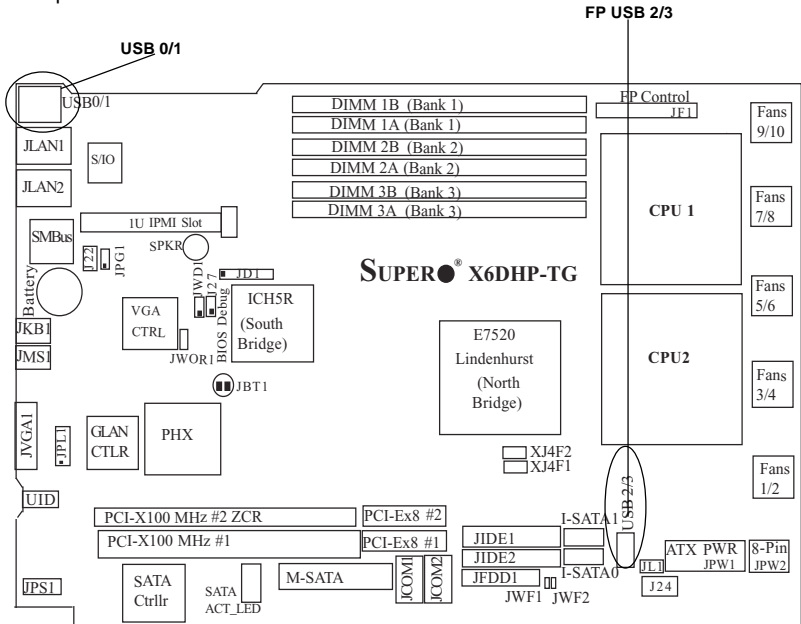 FP USB 2/3
USB 0/1
USB0/1
DIMM 1B (Bank 1)
DIMM 1A (Bank 1)
DIMM 2B (Bank 2)
DIMM 2A (Bank 2)
DIMM 3B (Bank 3)
DIMM 3A (Bank 3)
FP Control
JF1
Fans
9/10
JLAN1
S/IO
JLAN2
CPU 1
Fans
7/8
1U IPMI Slot
SMBus
SPKR
J22
JPG1
Battery
JWD1
J27
JD1
SUPER ® X6DHP-TG
BIOS Debug
ICH5R
(South
Bridge)
VGA
CTRL
JWOR1
Fans
5/6
E7520
Lindenhurst
(North
Bridge)
CPU2
JKB1
JMS1
JBT1
Fans
3/4
JVGA1
JPL1
GLAN
CTLR
PHX
XJ4F2
XJ4F1
Fans
1/2
UID
USB 2/3
PCI-X100 MHz #2 ZCR
PCI-Ex8 #2
I-SATA1
PCI-X100 MHz #1
PCI-Ex8 #1
JIDE1
JIDE2
I-SATA0
ATX PWR
JPW1
8-Pin
JPW2
JL1
J24
JPS1
SATA
Ctrllr
SATA
ACT_LED
M-SATA
JCOM1
JCOM2
JFDD1
JWF1
JWF2